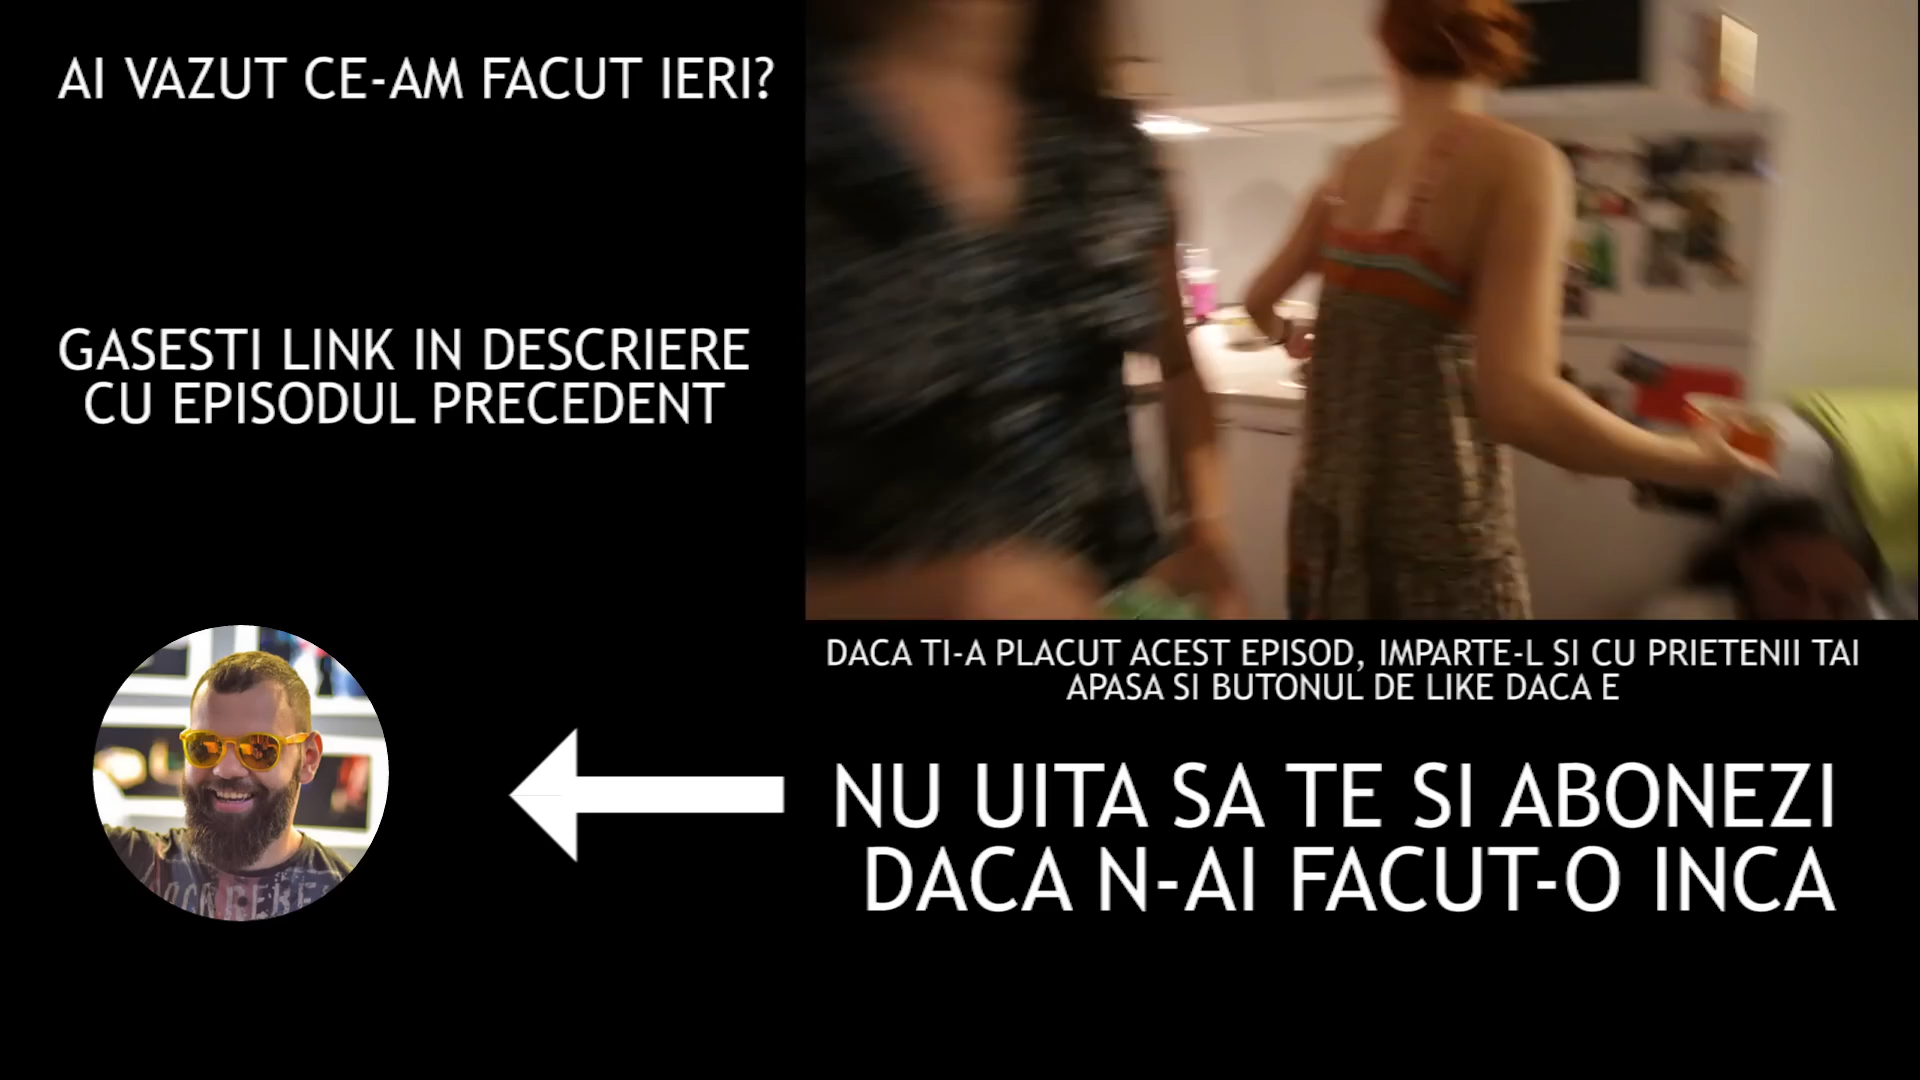 AI VAZUT CE-AM FACUT IERI?
GASESTI LINK IN DESCRIERE
CU EPISODUL PRECEDENT
DACA TI-A PLACUT ACEST EPISOD, IMPARTE-L SI CU PRIETENII TAI
APASA SI BUTONUL DE LIKE DACA E
NU UITA SA TE SI ABONEZI
DACA N-AI FACUT-O INCA